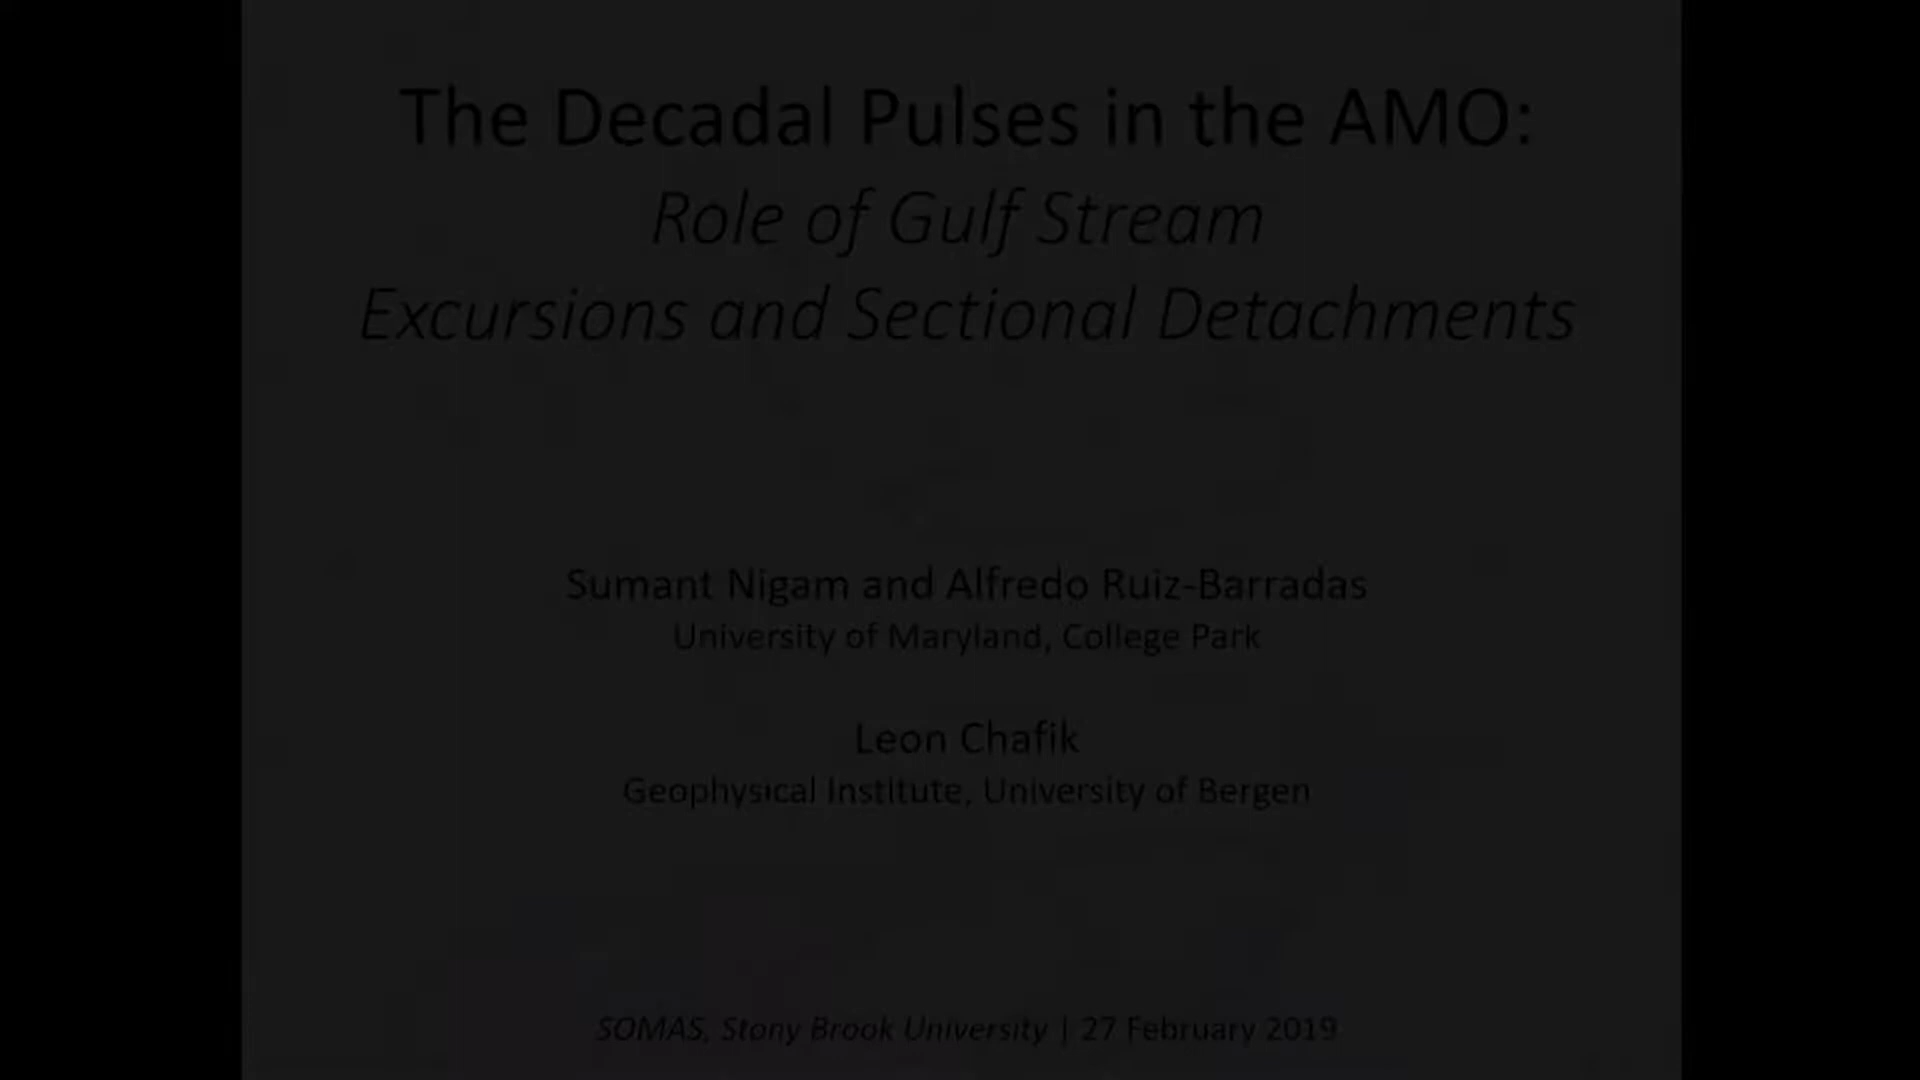 The Decadal Pulses in the AMO:
Role of Gulf Stream
Excursions and Sectional Detachments
Sumant Nigam and Alfredo Ruiz-Barradas
University of Maryland, College Park
Leon Chafik
Geophysical Institute, University of Bergen
SOMAS, Stony Brook University | 27 February 2019